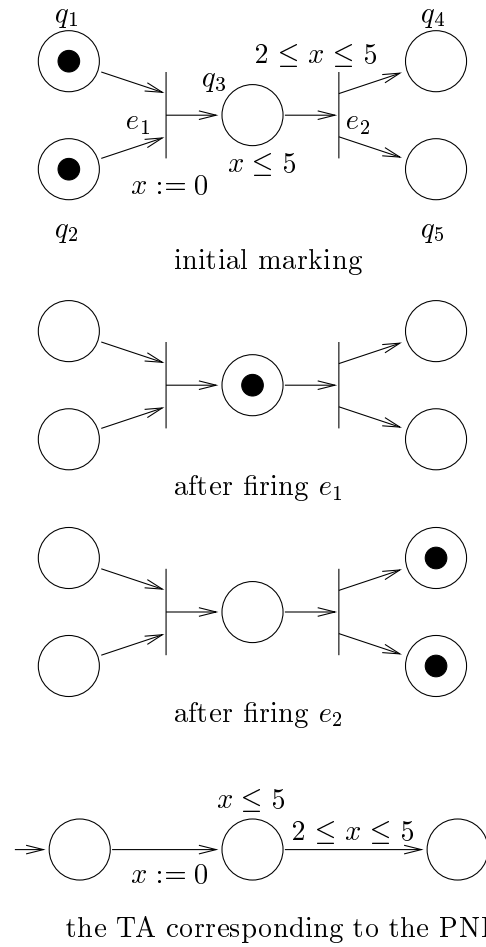 q1 q4
2 ≤ x ≤ 5
q3
e1 e2
x ≤ 5
x := 0
q2 q5
initial marking
after firing e1
after firing e2
x ≤ 5
2 ≤ x ≤ 5
x := 0
the TA corresponding to the PN